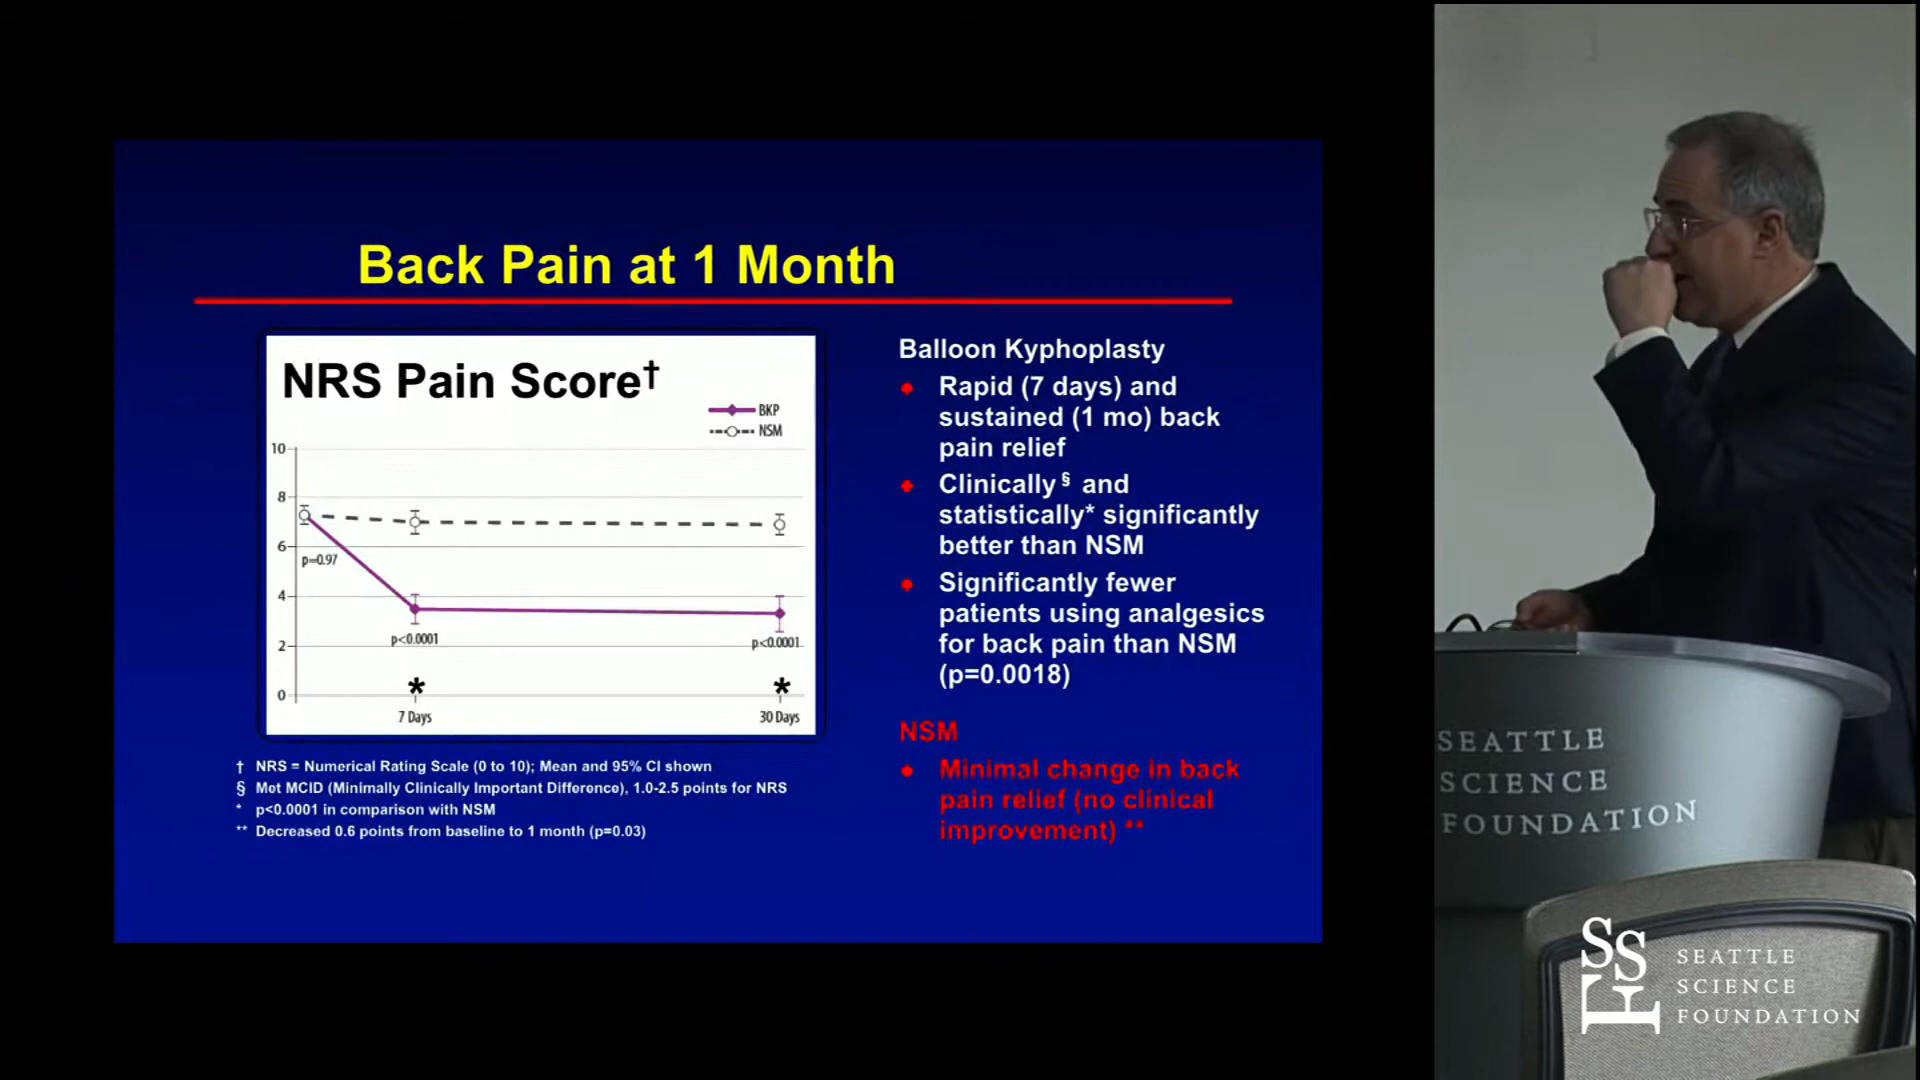 Back Pain at 1 Month
NRS Pain Score†
BKP
NSM
10
8
6
4
2
0
p=0.97
p<0.0001
p<0.0001
*
*
7 Days
30 Days
† NRS = Numerical Rating Scale (0 to 10); Mean and 95% CI shown
§ Met MCID (Minimally Clinically Important Difference), 1.0-2.5 points for NRS
* p<0.0001 in comparison with NSM
** Decreased 0.6 points from baseline to 1 month (p=0.03)
Balloon Kyphoplasty
Rapid (7 days) and
sustained (1 mo) back
pain relief
Clinically § and
statistically* significantly
better than NSM
Significantly fewer
patients using analgesics
for back pain than NSM
(p=0.0018)
NSM
Minimal change in back
pain relief (no clinical
improvement) **
SEATTLE
SCIENCE
FOUNDATION
SSF
SEATTLE
SCIENCE
FOUNDATION